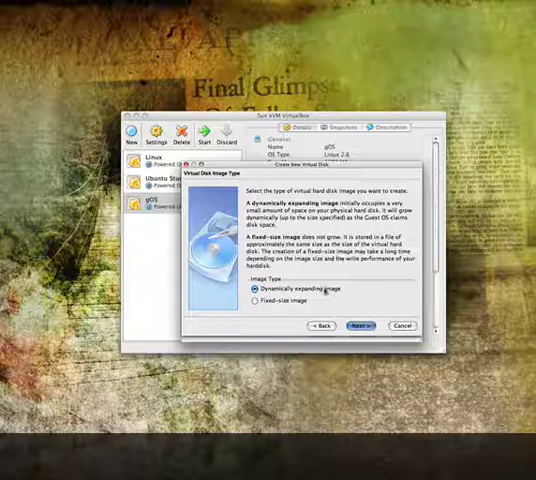 Final Glimpse
Sun xVM VirtualBox
New
Settings
Delete
Start
Discard
Details
Snapshots
Description
Linux
Powered O
Ubuntu Stu
Powered O
gOS
Powered O
General
Name gOS
OS Type Linux 2.6
Create New Virtual Disk
Virtual Disk Image Type
Select the type of virtual hard disk image you want to create.
A dynamically expanding image initially occupies a very
small amount of space on your physical hard disk. It will grow
dynamically (up to the size specified) as the Guest OS claims
disk space.
A fixed-size image does not grow. It is stored in a file of
approximately the same size as the size of the virtual hard
disk. The creation of a fixed-size image may take a long time
depending on the image size and the write performance of your
harddisk.
Image Type
Dynamically expanding image
Fixed-size image
< Back
Next >
Cancel